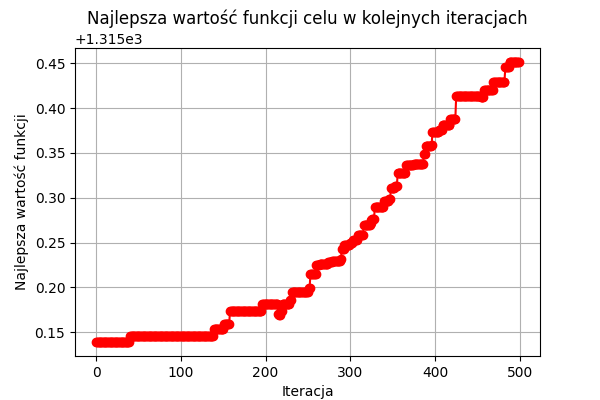 Najlepsza wartość funkcji celu w kolejnych iteracjach
+1.315e3
0.45
0.40
0.35
0.30
0.25
0.20
0.15
Najlepsza wartość funkcji
0 100 200 300 400 500
Iteracja